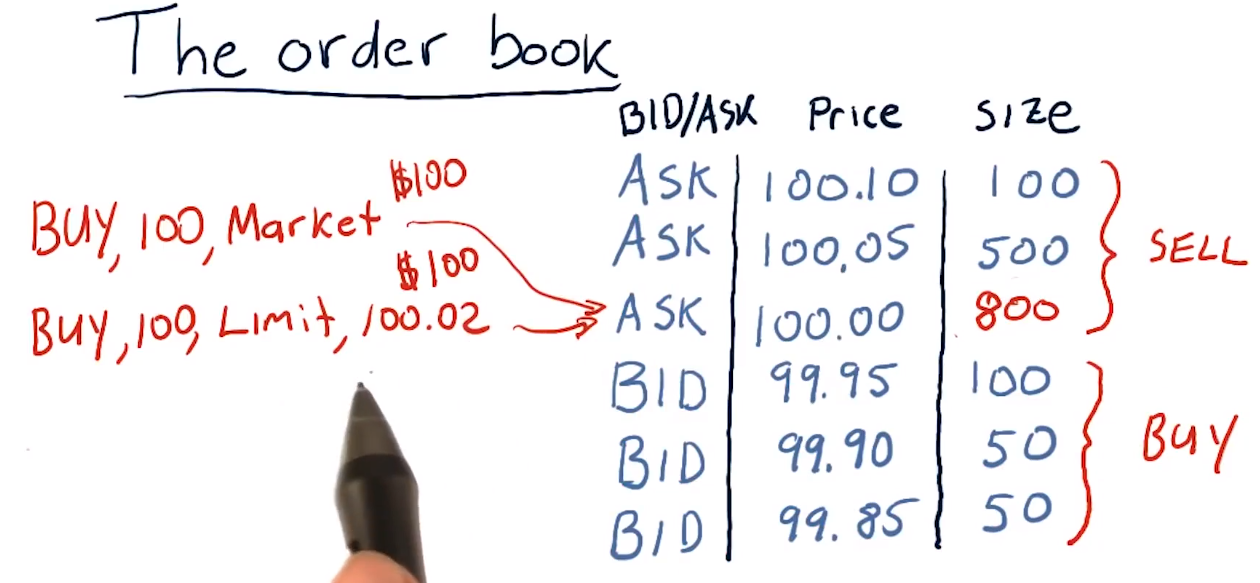 The order book
BID/ASK Price SIZE
ASK 100.10 100
ASK 100.05 500
ASK 100.00 800
BID 99.95 100
BID 99.90 50
BID 99.85 50
SELL
BUY
$100
BUY, 100, Market
$100
BUY, 100, Limit, 100.02